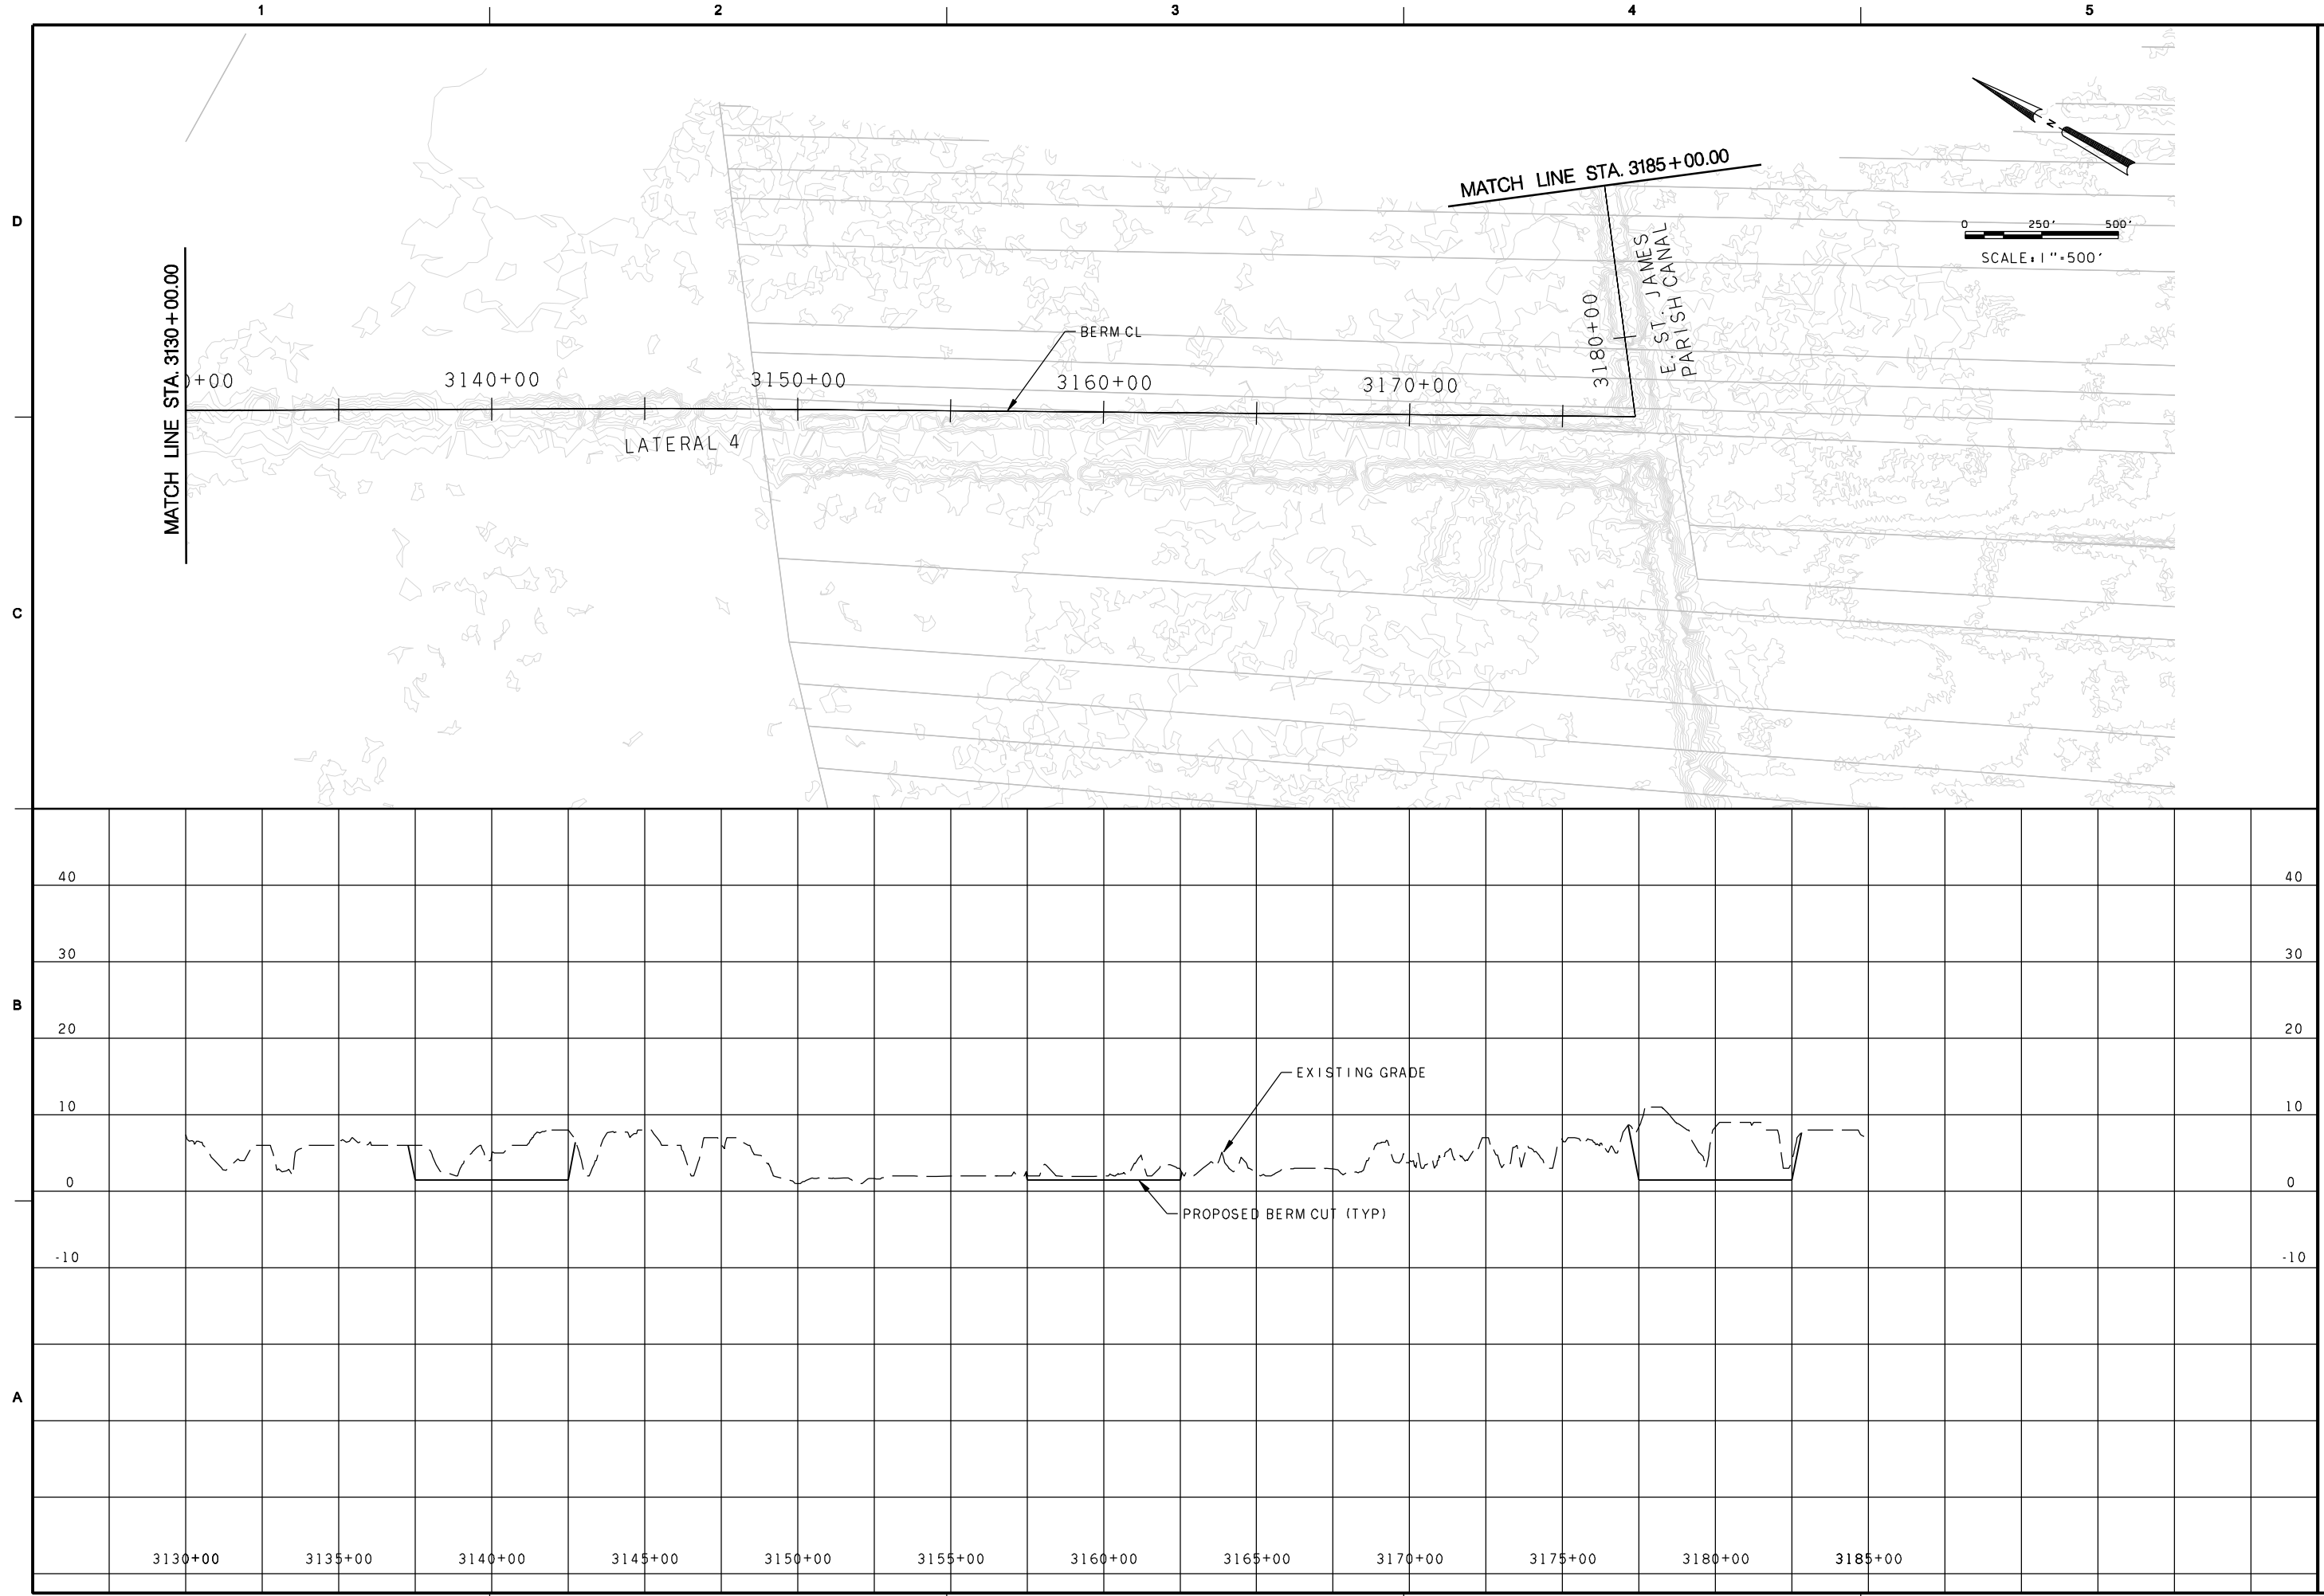 1 2 3 4 5
D
C
B
A
MATCH LINE STA. 3185+00.00
N
0 250' 500'
SCALE: 1"=500'
E. ST. JAMES
PARISH CANAL
3180+00
MATCH LINE STA. 3130+00.00
BERM CL
0+00 3140+00 3150+00 3160+00 3170+00
LATERAL 4
40 40
30 30
20 20
EXISTING GRADE
10 10
0 0
PROPOSED BERM CUT (TYP)
-10 -10
3130+00 3135+00 3140+00 3145+00 3150+00 3155+00 3160+00 3165+00 3170+00 3175+00 3180+00 3185+00